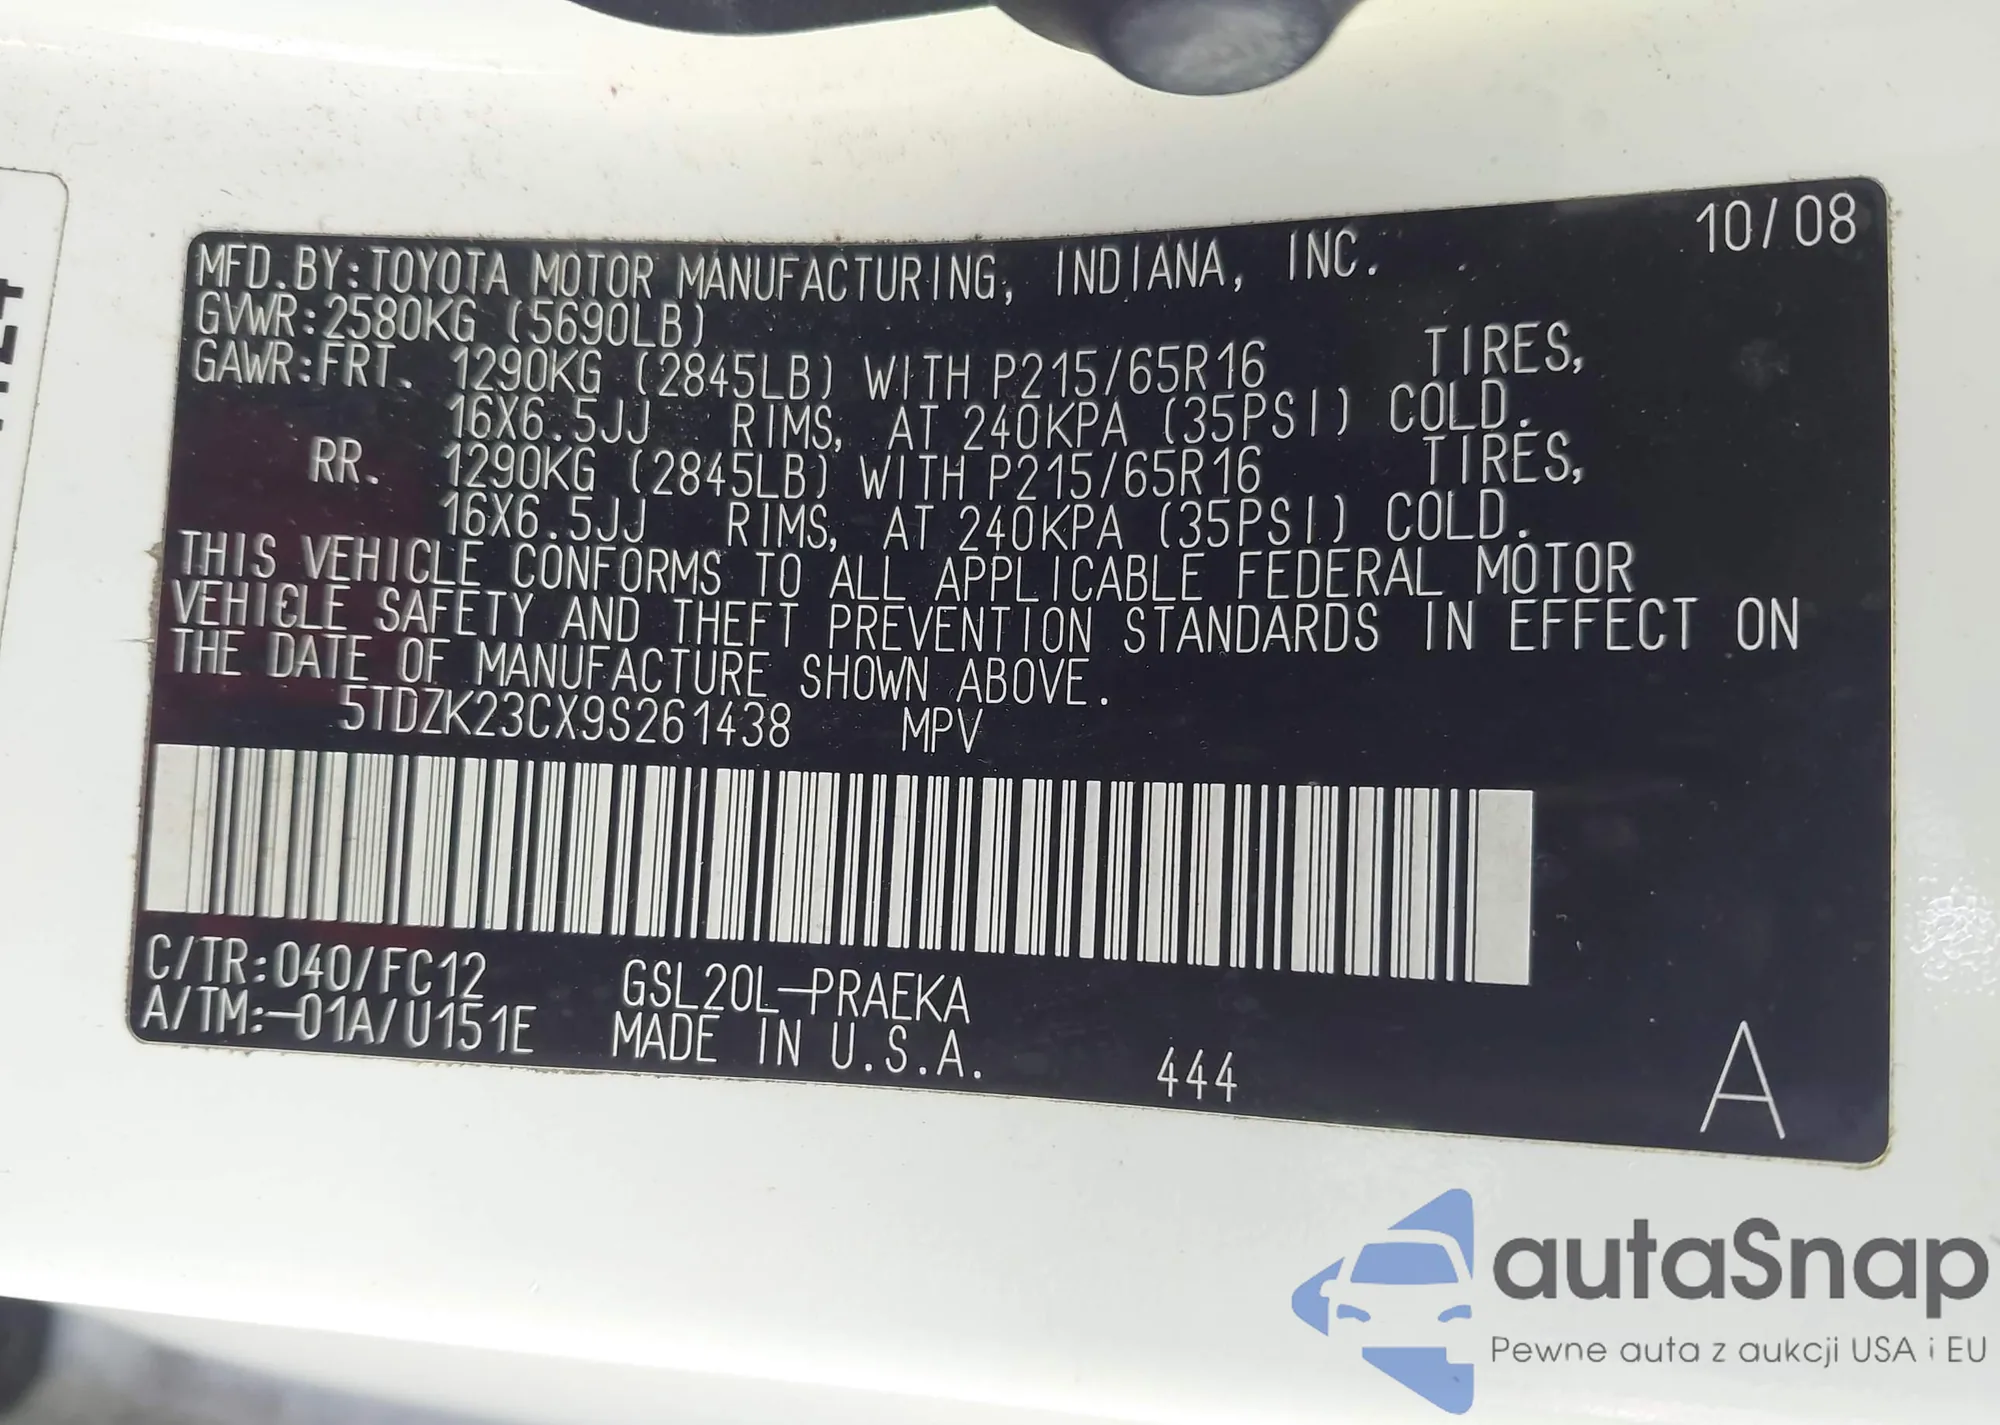 10/08
MFD.BY:TOYOTA MOTOR MANUFACTURING, INDIANA, INC.
GVWR:2580KG (5690LB)
GAWR:FRT. 1290KG (2845LB) WITH P215/65R16 TIRES,
16X6.5JJ RIMS, AT 240KPA (35PSI) COLD.
RR. 1290KG (2845LB) WITH P215/65R16 TIRES,
16X6.5JJ RIMS, AT 240KPA (35PSI) COLD.
THIS VEHICLE CONFORMS TO ALL APPLICABLE FEDERAL MOTOR
VEHICLE SAFETY AND THEFT PREVENTION STANDARDS IN EFFECT ON
THE DATE OF MANUFACTURE SHOWN ABOVE.
5TDZK23CX9S261438 MPV
C/TR:040/FC12 GSL20L-PRAEKA
A/TM:-01A/U151E MADE IN U.S.A. 444 A
autoSnap
Pewne auta z aukcji USA i EU